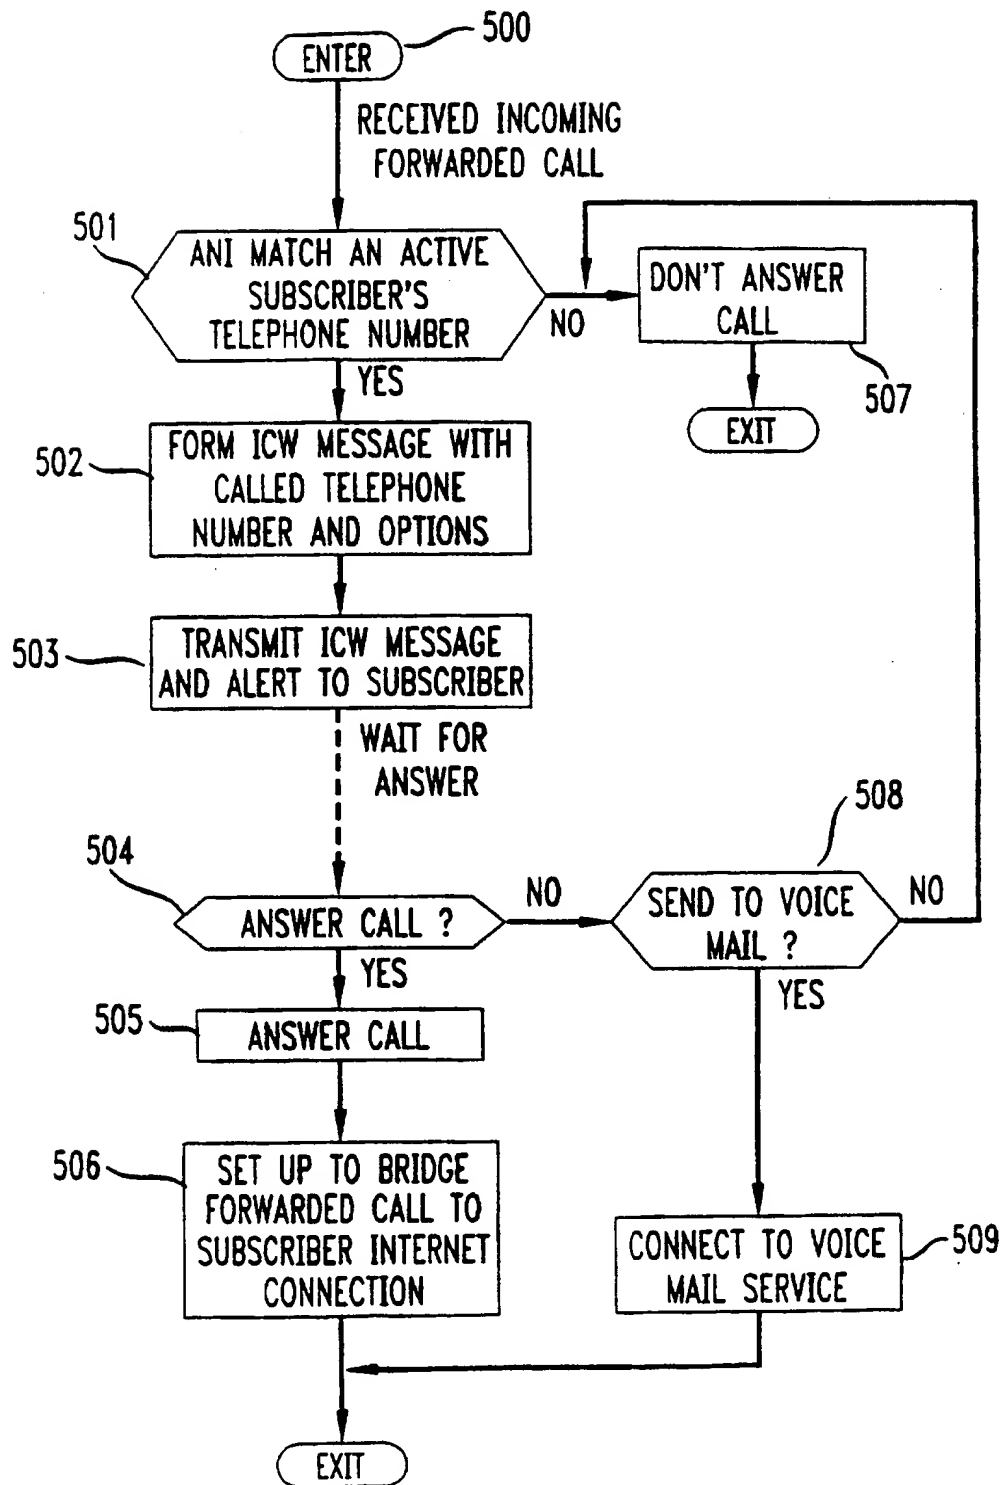 500
ENTER
RECEIVED INCOMING
FORWARDED CALL
501
ANI MATCH AN ACTIVE
SUBSCRIBER'S
TELEPHONE NUMBER
NO
DON'T ANSWER
CALL
507
EXIT
YES
502
FORM ICW MESSAGE WITH
CALLED TELEPHONE
NUMBER AND OPTIONS
503
TRANSMIT ICW MESSAGE
AND ALERT TO SUBSCRIBER
WAIT FOR
ANSWER
504
ANSWER CALL ?
NO
508
SEND TO VOICE
MAIL ?
NO
YES
YES
505
ANSWER CALL
506
SET UP TO BRIDGE
FORWARDED CALL TO
SUBSCRIBER INTERNET
CONNECTION
CONNECT TO VOICE
MAIL SERVICE
509
EXIT